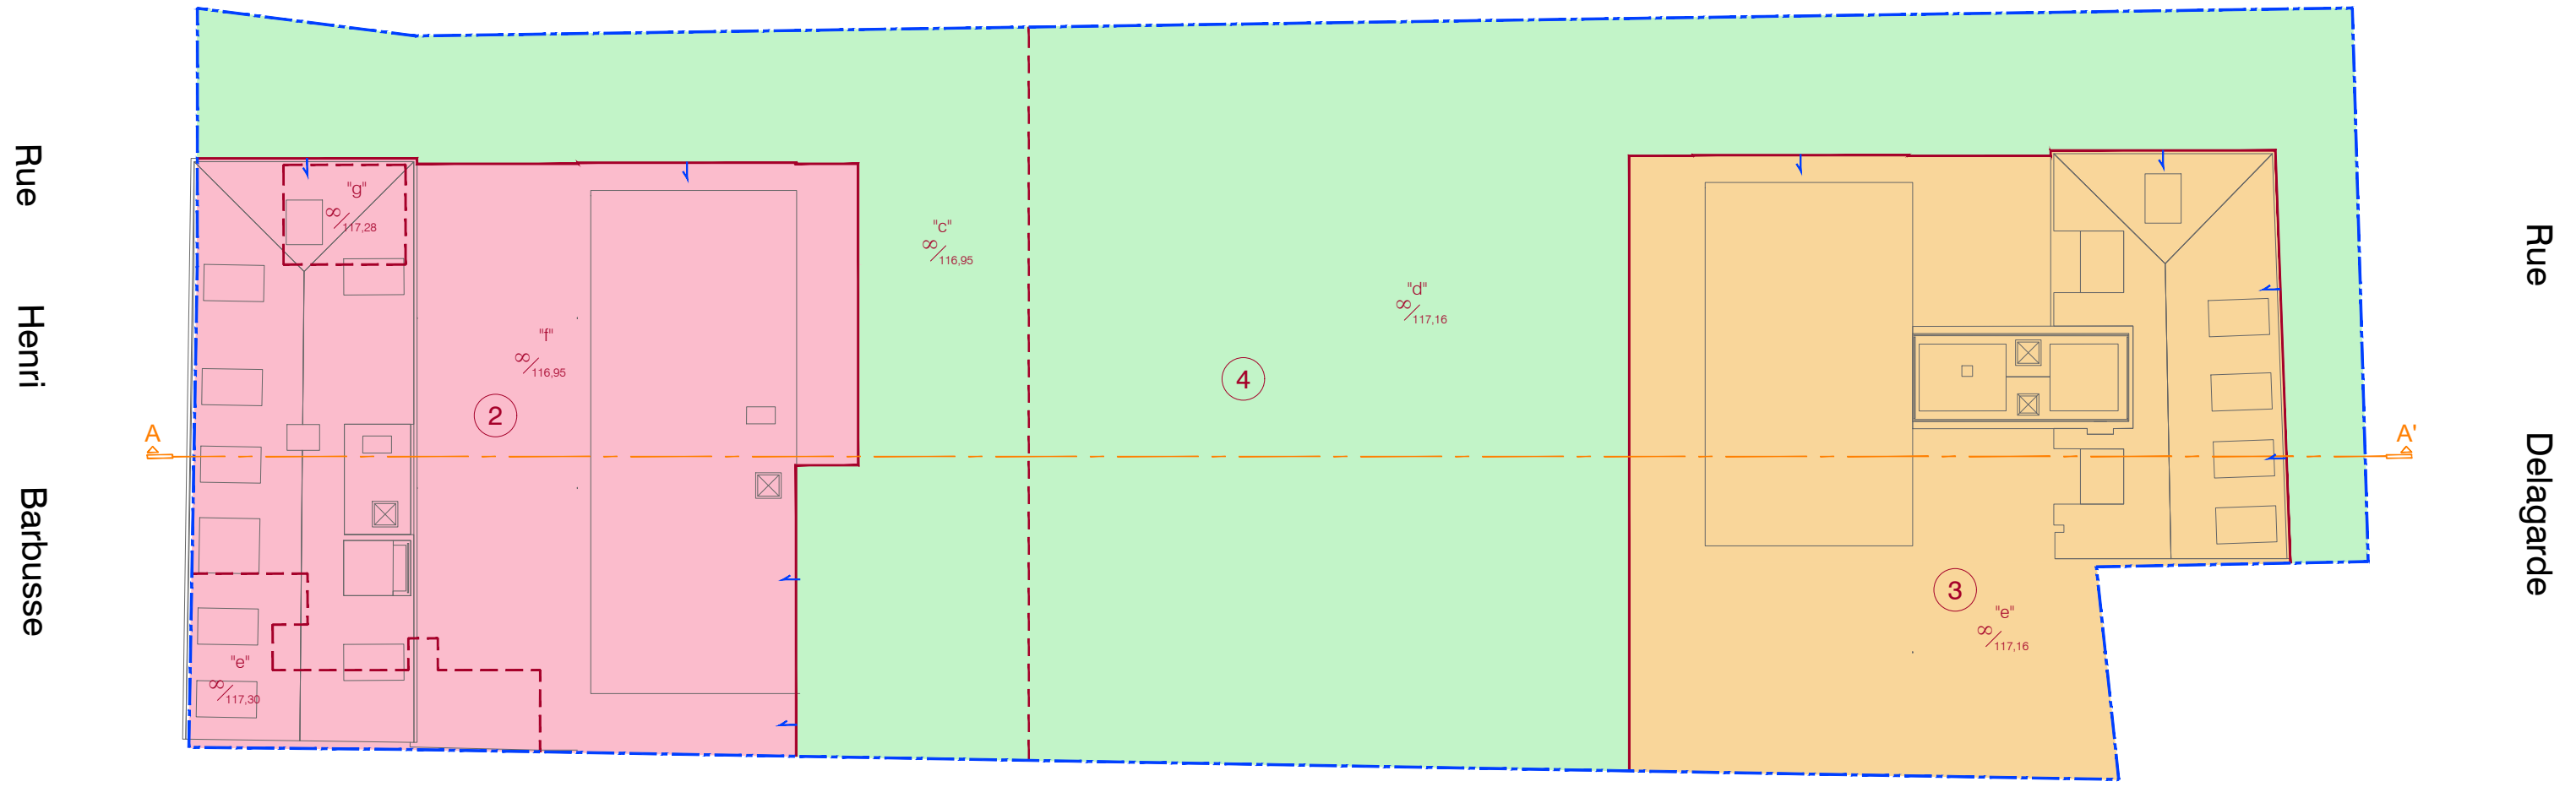 Rue Henri Barbusse
"g"
∞/117,28
"f"
∞/116,95
2
"e"
∞/117,30
A
"c"
∞/116,95
"d"
∞/117,16
4
3
"e"
∞/117,16
A'
Rue Delagarde